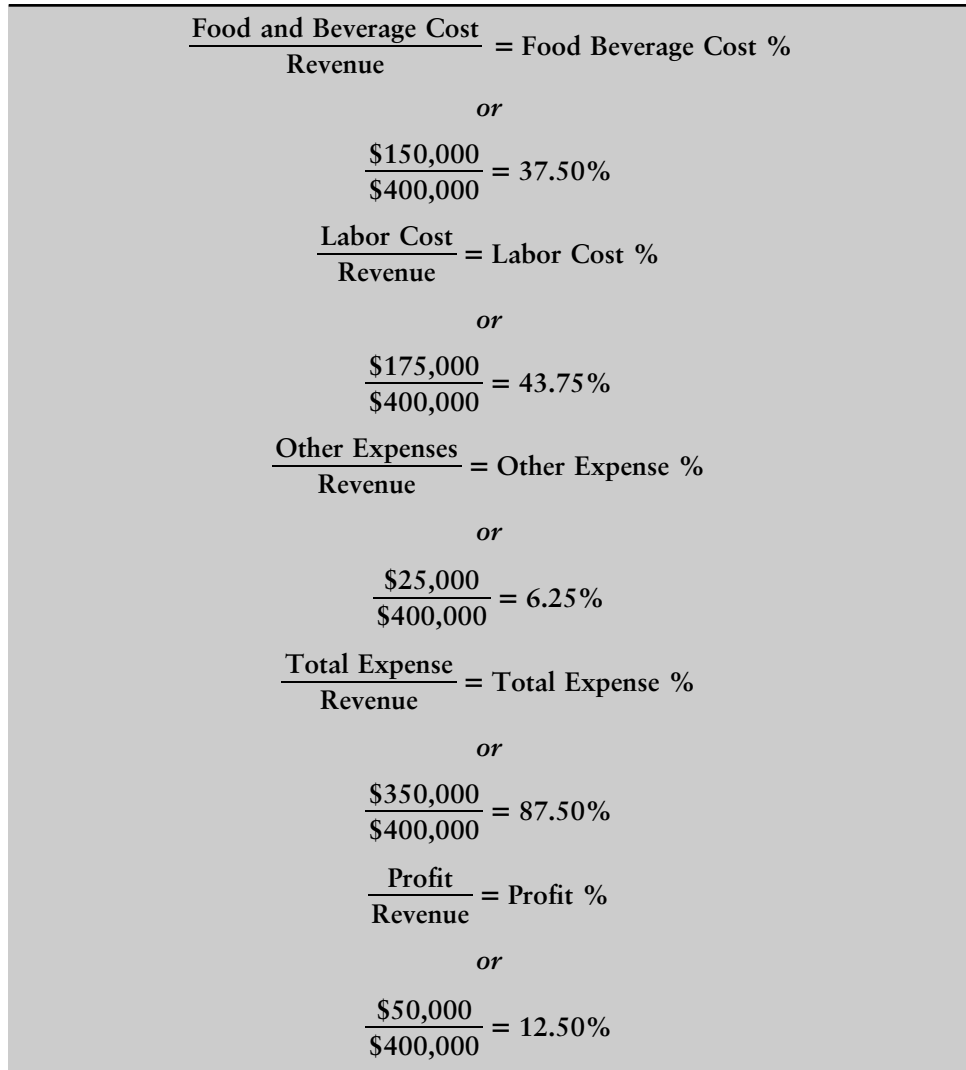 Food and Beverage Cost
Revenue
= Food Beverage Cost %
or
$150,000
$400,000
= 37.50%
Labor Cost
Revenue
= Labor Cost %
or
$175,000
$400,000
= 43.75%
Other Expenses
Revenue
= Other Expense %
or
$25,000
$400,000
= 6.25%
Total Expense
Revenue
= Total Expense %
or
$350,000
$400,000
= 87.50%
Profit
Revenue
= Profit %
or
$50,000
$400,000
= 12.50%